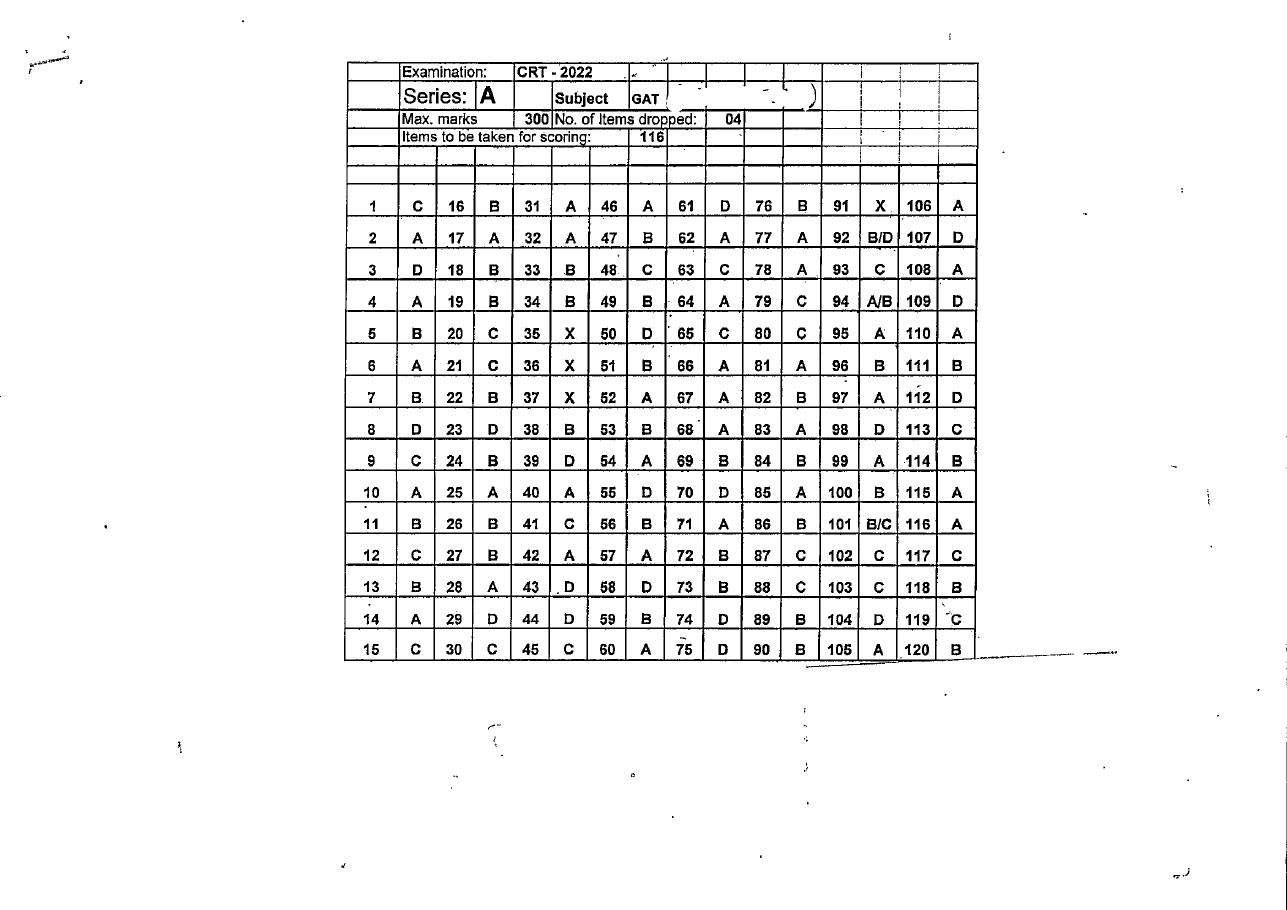 Examination: CRT - 2022
Series: A Subject GAT )
Max. marks 300 No. of Items dropped: 04
Items to be taken for scoring: 116
1 C 16 B 31 A 46 A 61 D 76 B 91 X 106 A
2 A 17 A 32 A 47 B 62 A 77 A 92 B/D 107 D
3 D 18 B 33 B 48 C 63 C 78 A 93 C 108 A
4 A 19 B 34 B 49 B 64 A 79 C 94 A/B 109 D
5 B 20 C 35 X 50 D 65 C 80 C 95 A 110 A
6 A 21 C 36 X 51 B 66 A 81 A 96 B 111 B
7 B 22 B 37 X 52 A 67 A 82 B 97 A 112 D
8 D 23 D 38 B 53 B 68 A 83 A 98 D 113 C
9 C 24 B 39 D 54 A 69 B 84 B 99 A 114 B
10 A 25 A 40 A 55 D 70 D 85 A 100 B 115 A
11 B 26 B 41 C 56 B 71 A 86 B 101 B/C 116 A
12 C 27 B 42 A 57 A 72 B 87 C 102 C 117 C
13 B 28 A 43 D 58 D 73 B 88 C 103 C 118 B
14 A 29 D 44 D 59 B 74 D 89 B 104 D 119 C
15 C 30 C 45 C 60 A 75 D 90 B 105 A 120 B